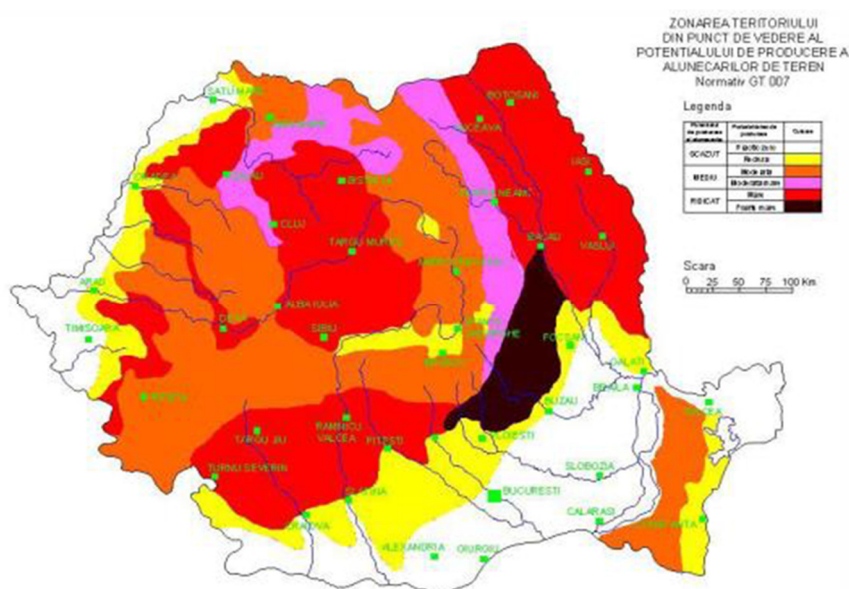 ZONAREA TERITORIULUI
DIN PUNCT DE VEDERE AL
POTENTIALULUI DE PRODUCERE A
ALUNECARILOR DE TEREN
Normativ GT 007
Legenda
SCAZUT
MEDIU
RIDICAT
Redusa
Mare
Foarte mare
Scara
0 25 50 75 100 Km
SATU MARE
BOTOSANI
SUCEAVA
ORADEA
ZALAU
BISTRITA
IASI
PIATRA NEAMT
CLUJ
TARGU MURES
BACAU
VASLUI
ARAD
ALBA IULIA
TIMISOARA
DEVA
SIBIU
FOCSANI
GALATI
BRAILA
RESITA
BUZAU
TULCEA
RAMNICU
VALCEA
TARGU JIU
PITESTI
PLOIESTI
TURNU SEVERIN
SLOBOZIA
SLATINA
BUCURESTI
CRAIOVA
CALARASI
CONSTANTA
ALEXANDRIA
GIURGIU